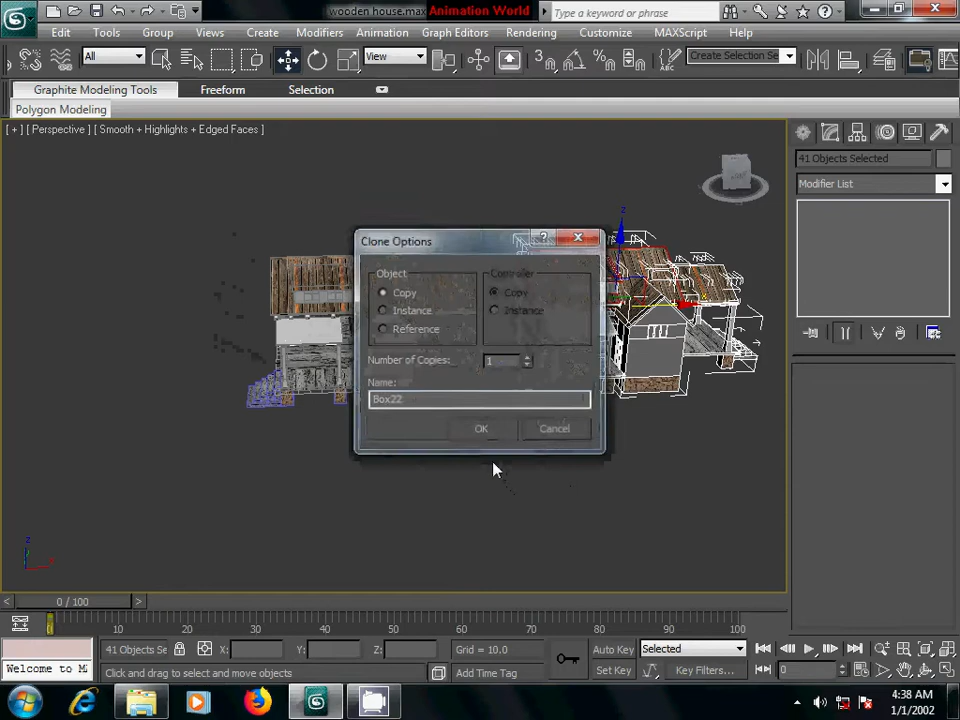 wooden house.max Animation World
Type a keyword or phrase
Edit Tools Group Views Create Modifiers Animation Graph Editors Rendering Customize MAXScript Help
All
View
3
Create Selection Se
Graphite Modeling Tools Freeform Selection
Polygon Modeling
[ + ] [ Perspective ] [ Smooth + Highlights + Edged Faces ]
41 Objects Selected
Modifier List
z
Clone Options
Object
Controller
Copy
Copy
Instance
Instance
Reference
Number of Copies:
1
Name:
Box22
OK
Cancel
z
x
0 / 100
10 20 30 40 50 60 70 80 90 100
41 Objects Se
X:
Y:
Z:
Grid = 10.0
Auto Key
Selected
Welcome to M
Click and drag to select and move objects
Add Time Tag
Set Key
Key Filters...
0
4:38 AM
1/1/2002